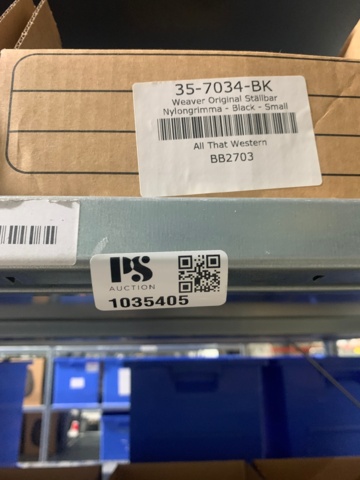 35-7034-BK
Weaver Original Ställbar
Nylongrimma - Black - Small
All That Western
BB2703
PS
AUCTION
1035405